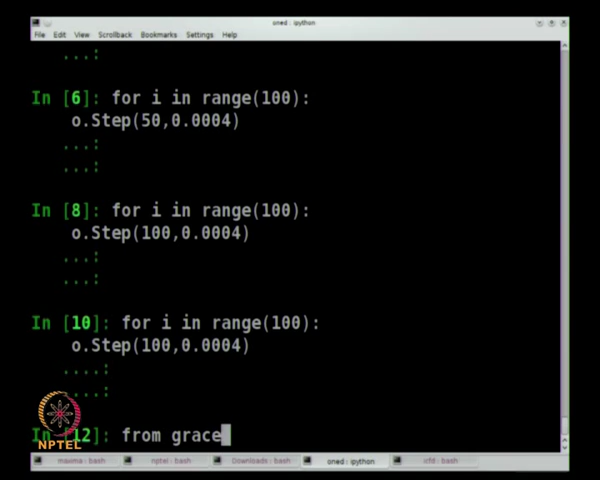 oned : ipython
File Edit View Scrollback Bookmarks Settings Help
...:
In [6]: for i in range(100):
o.Step(50,0.0004)
...:
...:
In [8]: for i in range(100):
o.Step(100,0.0004)
...:
...:
In [10]: for i in range(100):
o.Step(100,0.0004)
....:
....:
In [12]: from grace
NPTEL
maxima : bash nptel : bash Downloads : bash oned : ipython xfig : bash